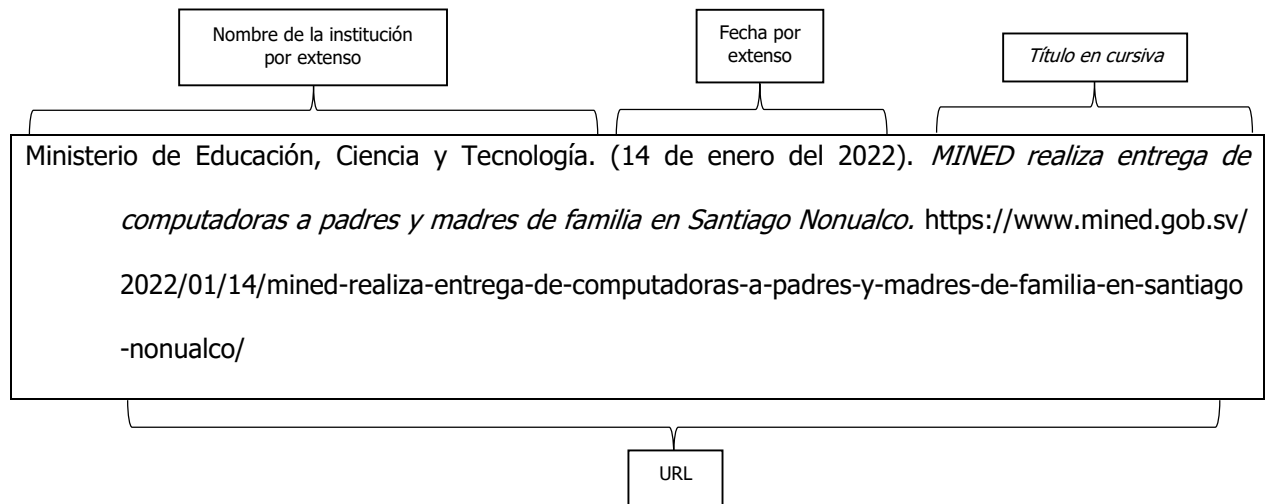 Nombre de la institución
por extenso
Fecha por
extenso
Título en cursiva
Ministerio de Educación, Ciencia y Tecnología. (14 de enero del 2022). MINED realiza entrega de
computadoras a padres y madres de familia en Santiago Nonualco. https://www.mined.gob.sv/
2022/01/14/mined-realiza-entrega-de-computadoras-a-padres-y-madres-de-familia-en-santiago
-nonualco/
URL